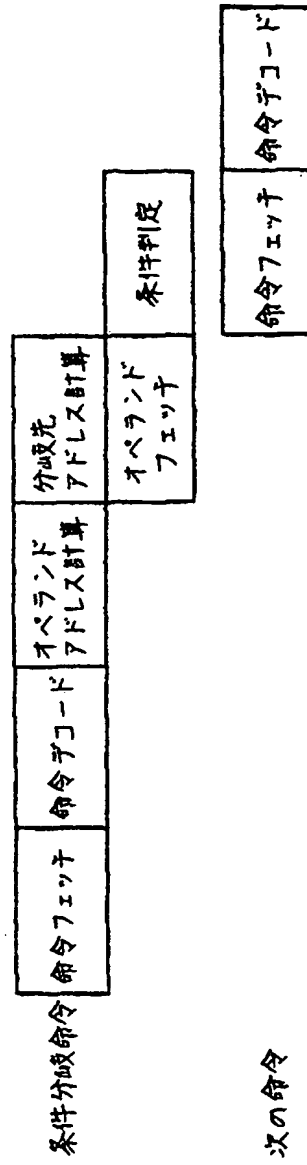 条件分岐命令
命令フェッチ
命令デコード
オペランド
アドレス計算
分岐先
アドレス計算
オペランド
フェッチ
条件判定
次の命令
命令フェッチ
命令デコード